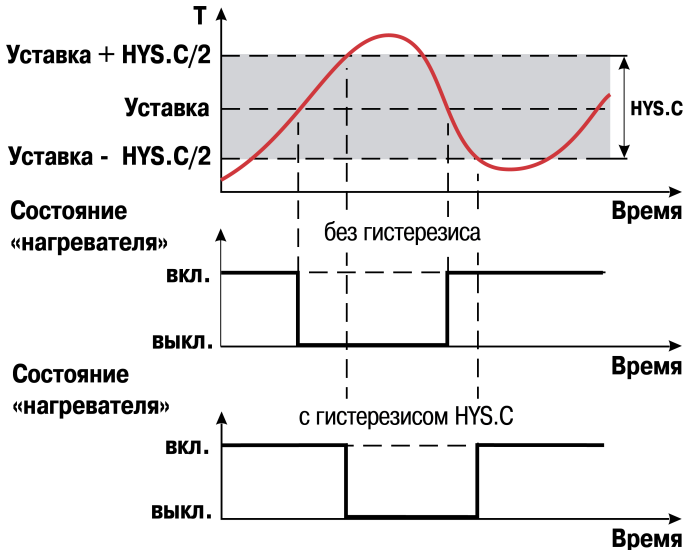 T
Уставка + HYS.C/2
Уставка
HYS.C
Уставка - HYS.C/2
Время
Состояние
«нагревателя»
без гистерезиса
вкл.
выкл.
Время
Состояние
«нагревателя»
с гистерезисом HYS.C
вкл.
выкл.
Время